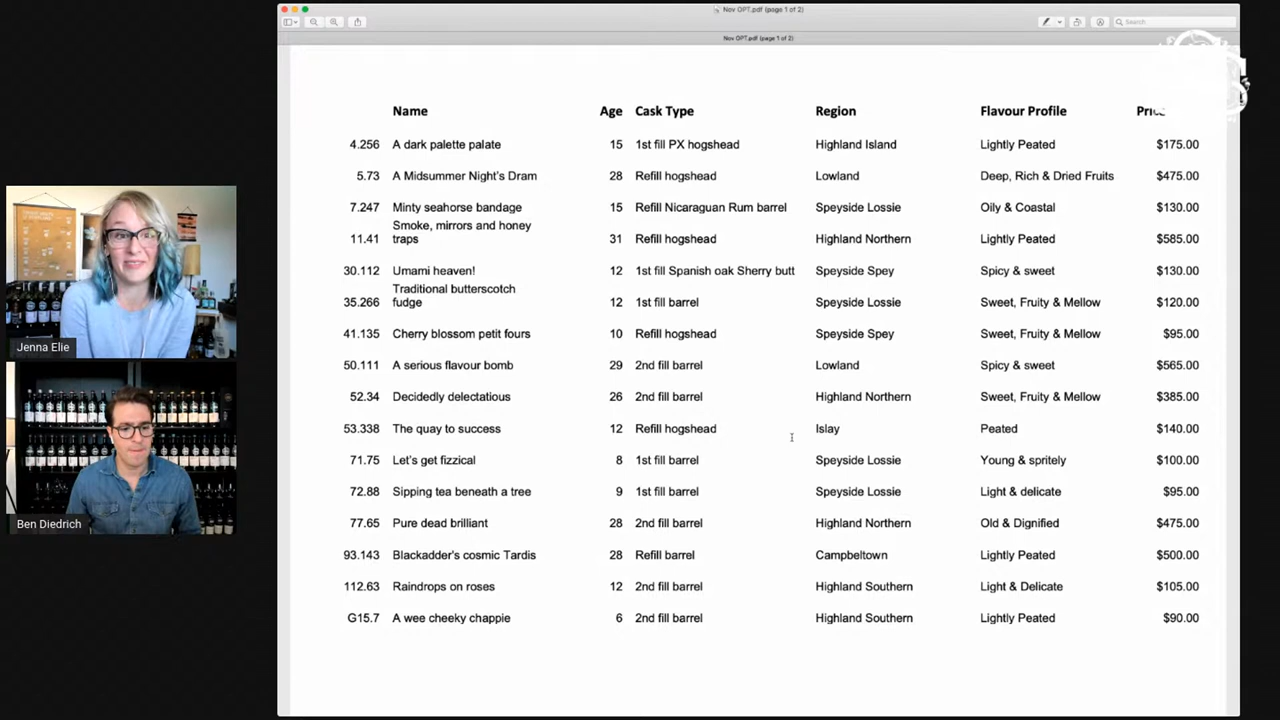 Nov OPT.pdf (page 1 of 2)
Search
Nov OPT.pdf (page 1 of 2)
Name Age Cask Type Region Flavour Profile
4.256 A dark palette palate 15 1st fill PX hogshead Highland Island Lightly Peated $175.00
5.73 A Midsummer Night's Dram 28 Refill hogshead Lowland Deep, Rich & Dried Fruits $475.00
7.247 Minty seahorse bandage 15 Refill Nicaraguan Rum barrel Speyside Lossie Oily & Coastal $130.00
Smoke, mirrors and honey
11.41 traps 31 Refill hogshead Highland Northern Lightly Peated $585.00
30.112 Umami heaven! 12 1st fill Spanish oak Sherry butt Speyside Spey Spicy & sweet $130.00
Traditional butterscotch
35.266 fudge 12 1st fill barrel Speyside Lossie Sweet, Fruity & Mellow $120.00
41.135 Cherry blossom petit fours 10 Refill hogshead Speyside Spey Sweet, Fruity & Mellow $95.00
50.111 A serious flavour bomb 29 2nd fill barrel Lowland Spicy & sweet $565.00
52.34 Decidedly delectatious 26 2nd fill barrel Highland Northern Sweet, Fruity & Mellow $385.00
53.338 The quay to success 12 Refill hogshead Islay Peated $140.00
71.75 Let's get fizzical 8 1st fill barrel Speyside Lossie Young & spritely $100.00
72.88 Sipping tea beneath a tree 9 1st fill barrel Speyside Lossie Light & delicate $95.00
77.65 Pure dead brilliant 28 2nd fill barrel Highland Northern Old & Dignified $475.00
93.143 Blackadder's cosmic Tardis 28 Refill barrel Campbeltown Lightly Peated $500.00
112.63 Raindrops on roses 12 2nd fill barrel Highland Southern Light & Delicate $105.00
G15.7 A wee cheeky chappie 6 2nd fill barrel Highland Southern Lightly Peated $90.00
Jenna Elie
Ben Diedrich